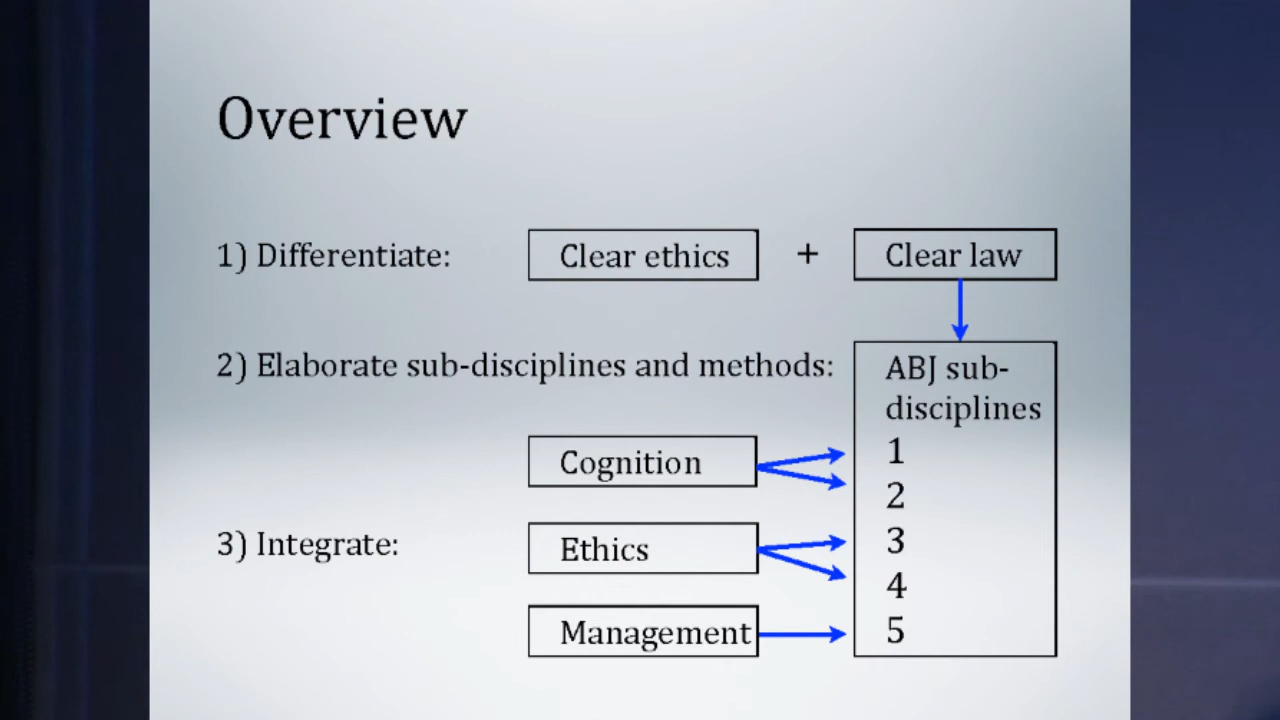 Overview
1) Differentiate:
Clear ethics
+
Clear law
2) Elaborate sub-disciplines and methods:
ABJ sub-
disciplines
1
2
3
4
5
Cognition
3) Integrate:
Ethics
Management